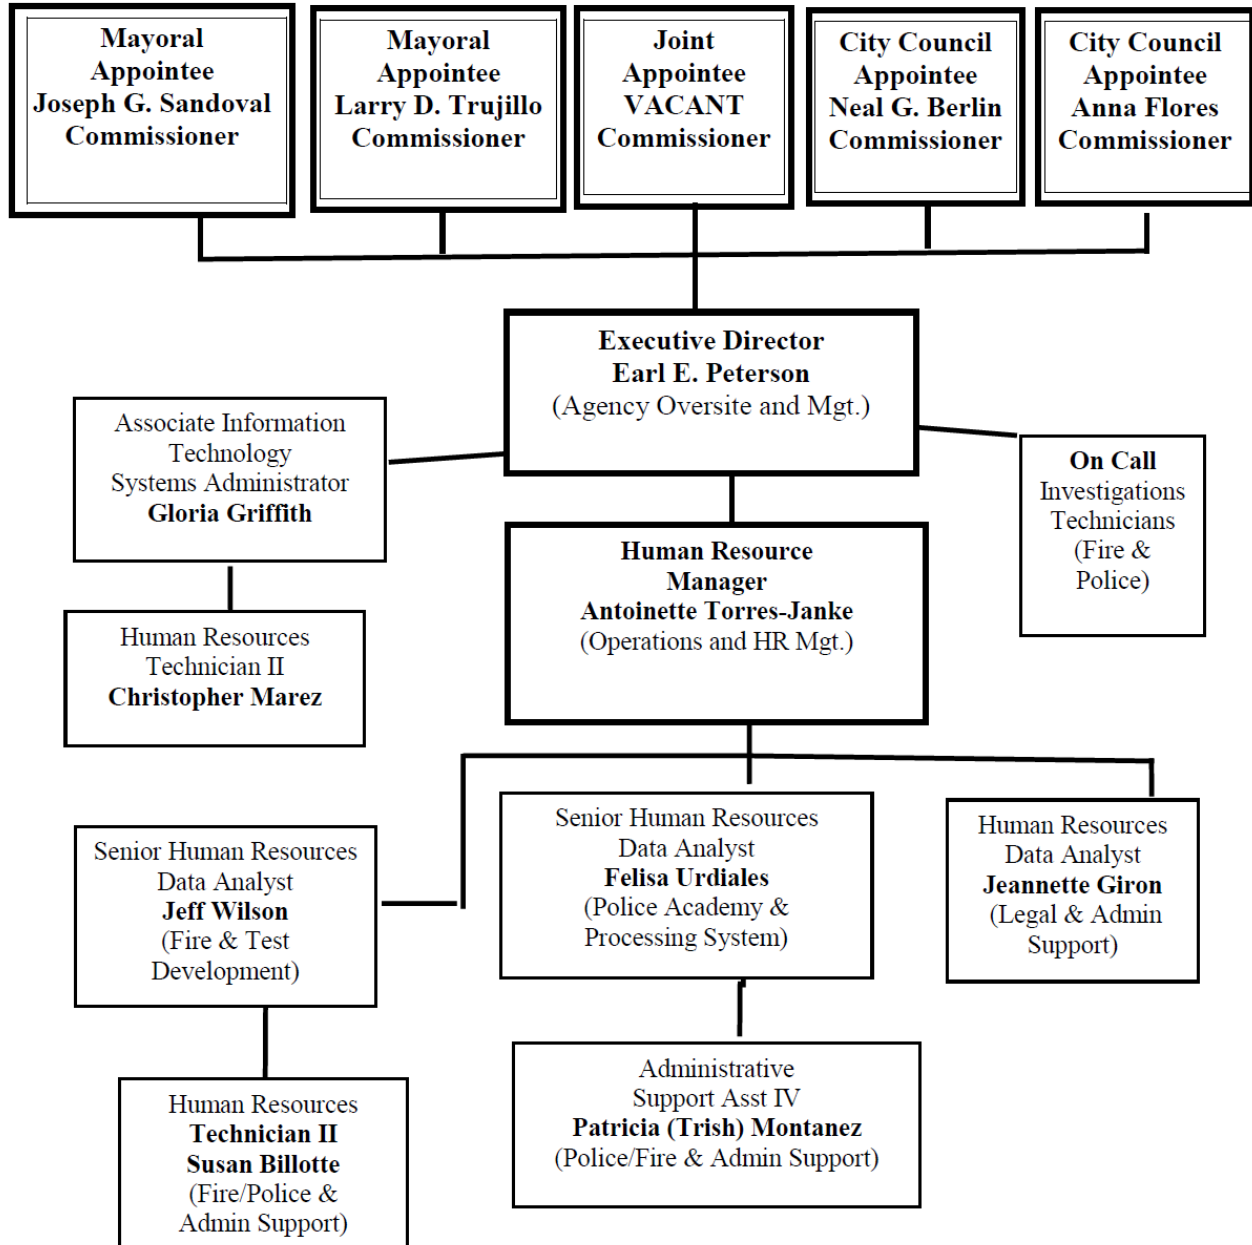 Mayoral
Appointee
Joseph G. Sandoval
Commissioner
Mayoral
Appointee
Larry D. Trujillo
Commissioner
Joint
Appointee
VACANT
Commissioner
City Council
Appointee
Neal G. Berlin
Commissioner
City Council
Appointee
Anna Flores
Commissioner
Executive Director
Earl E. Peterson
(Agency Oversite and Mgt.)
Associate Information
Technology
Systems Administrator
Gloria Griffith
On Call
Investigations
Technicians
(Fire &
Police)
Human Resource
Manager
Antoinette Torres-Janke
(Operations and HR Mgt.)
Human Resources
Technician II
Christopher Marez
Senior Human Resources
Data Analyst
Jeff Wilson
(Fire & Test
Development)
Senior Human Resources
Data Analyst
Felisa Urdiales
(Police Academy &
Processing System)
Human Resources
Data Analyst
Jeannette Giron
(Legal & Admin
Support)
Human Resources
Technician II
Susan Billotte
(Fire/Police &
Admin Support)
Administrative
Support Asst IV
Patricia (Trish) Montanez
(Police/Fire & Admin Support)